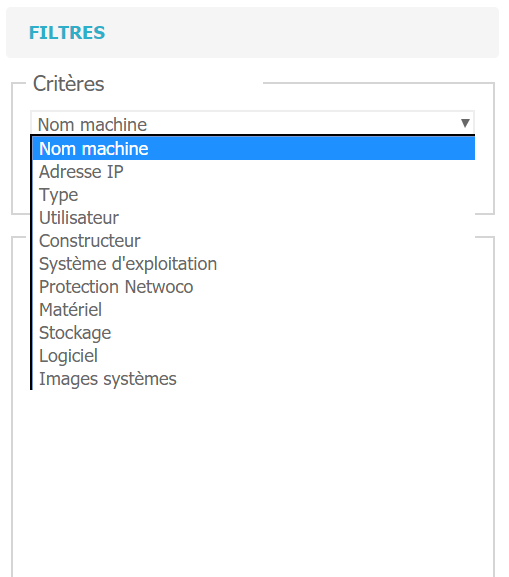 FILTRES
Critères
Nom machine
Nom machine
Adresse IP
Type
Utilisateur
Constructeur
Système d'exploitation
Protection Netwoco
Matériel
Stockage
Logiciel
Images systèmes